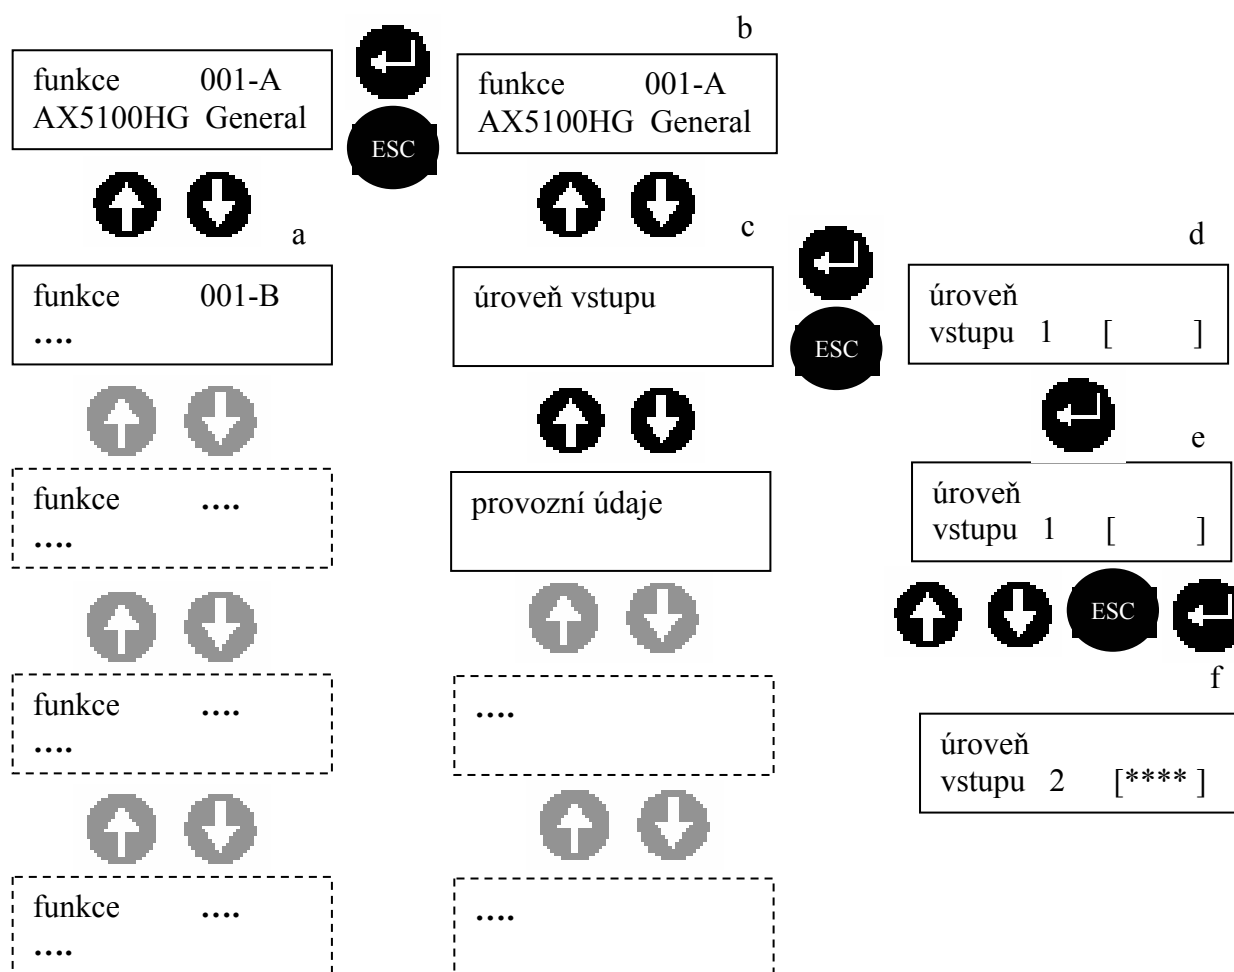 b
funkce 001-A
AX5100HG General
ESC
funkce 001-A
AX5100HG General
a
funkce 001-B
....
c
úroveň vstupu
ESC
d
úroveň
vstupu 1 [ ]
e
úroveň
vstupu 1 [ ]
funkce ....
....
provozní údaje
ESC
f
funkce ....
....
....
úroveň
vstupu 2 [**** ]
funkce ....
....
....